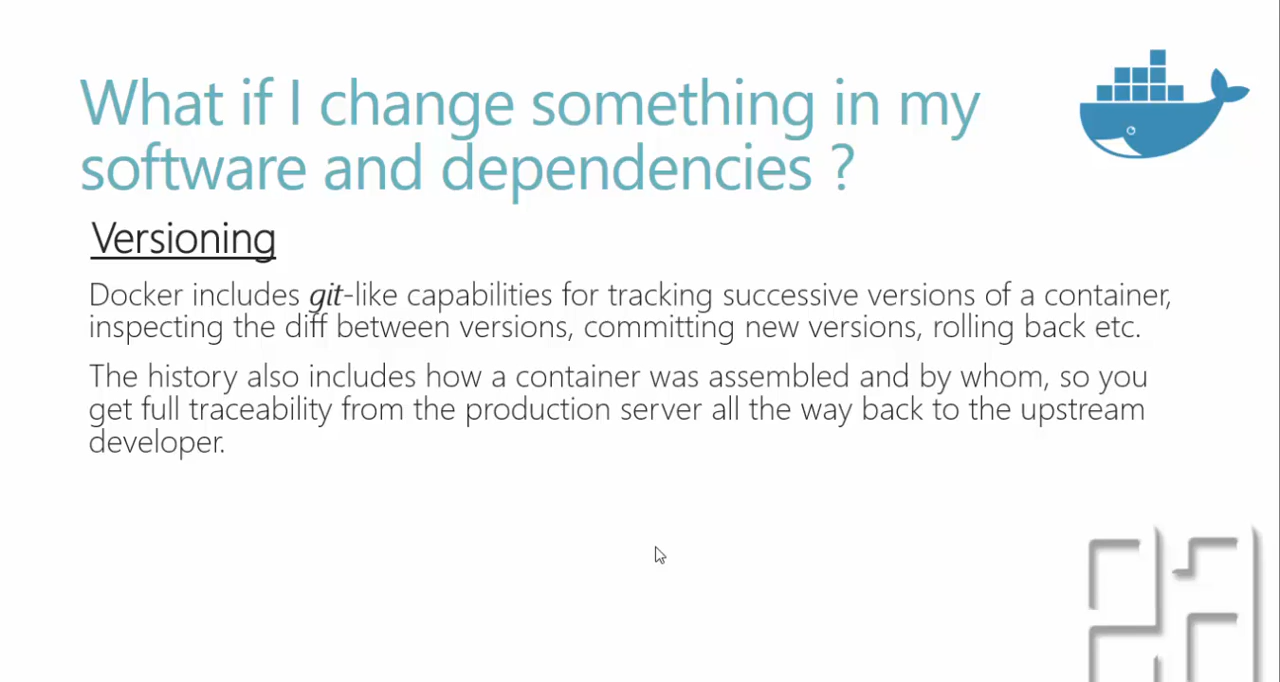 What if I change something in my
software and dependencies ?
Versioning
Docker includes git-like capabilities for tracking successive versions of a container,
inspecting the diff between versions, committing new versions, rolling back etc.
The history also includes how a container was assembled and by whom, so you
get full traceability from the production server all the way back to the upstream
developer.